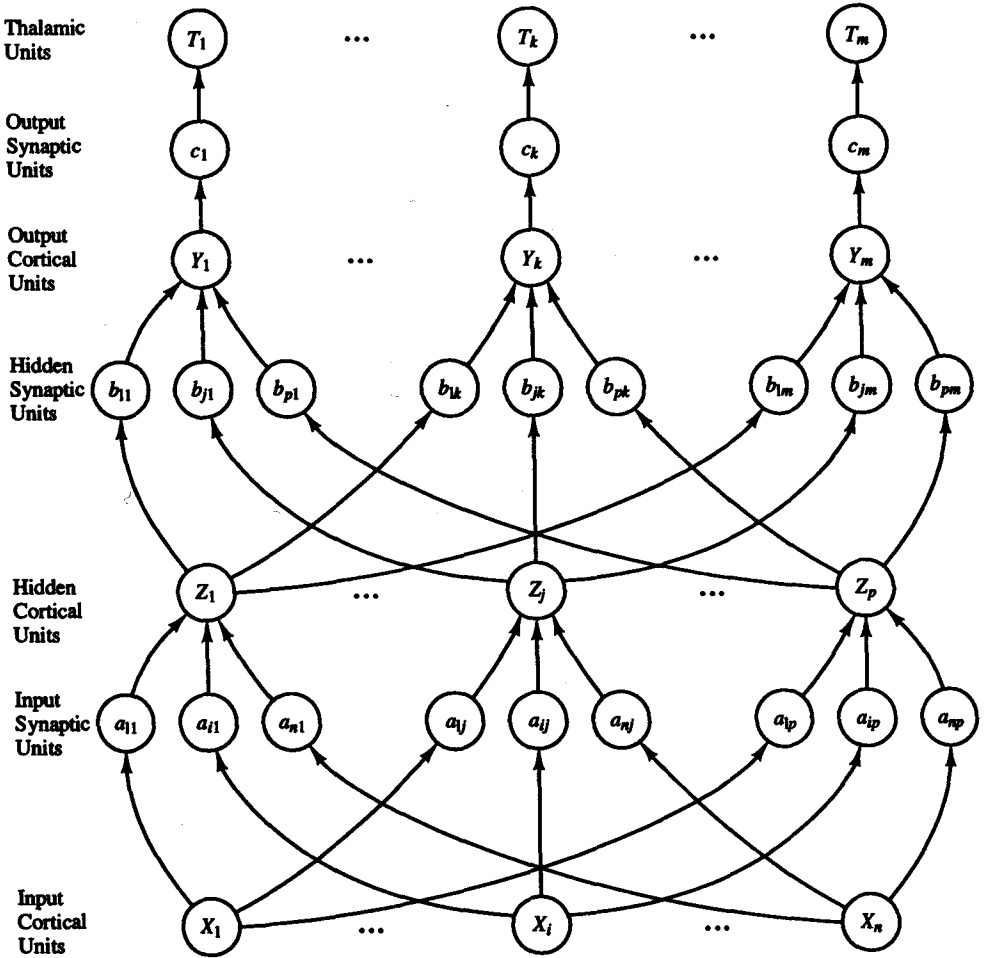 Thalamic
Units
T1 ... Tk ... Tm
Output
Synaptic
Units
c1 ck cm
Output
Cortical
Units
Y1 ... Yk ... Ym
Hidden
Synaptic
Units
b11 bj1 bp1 b1k bjk bpk b1m bjm bpm
Hidden
Cortical
Units
Z1 ... Zj ... Zp
Input
Synaptic
Units
a11 ai1 an1 a1j aij anj a1p aip anp
Input
Cortical
Units
X1 ... Xi ... Xn